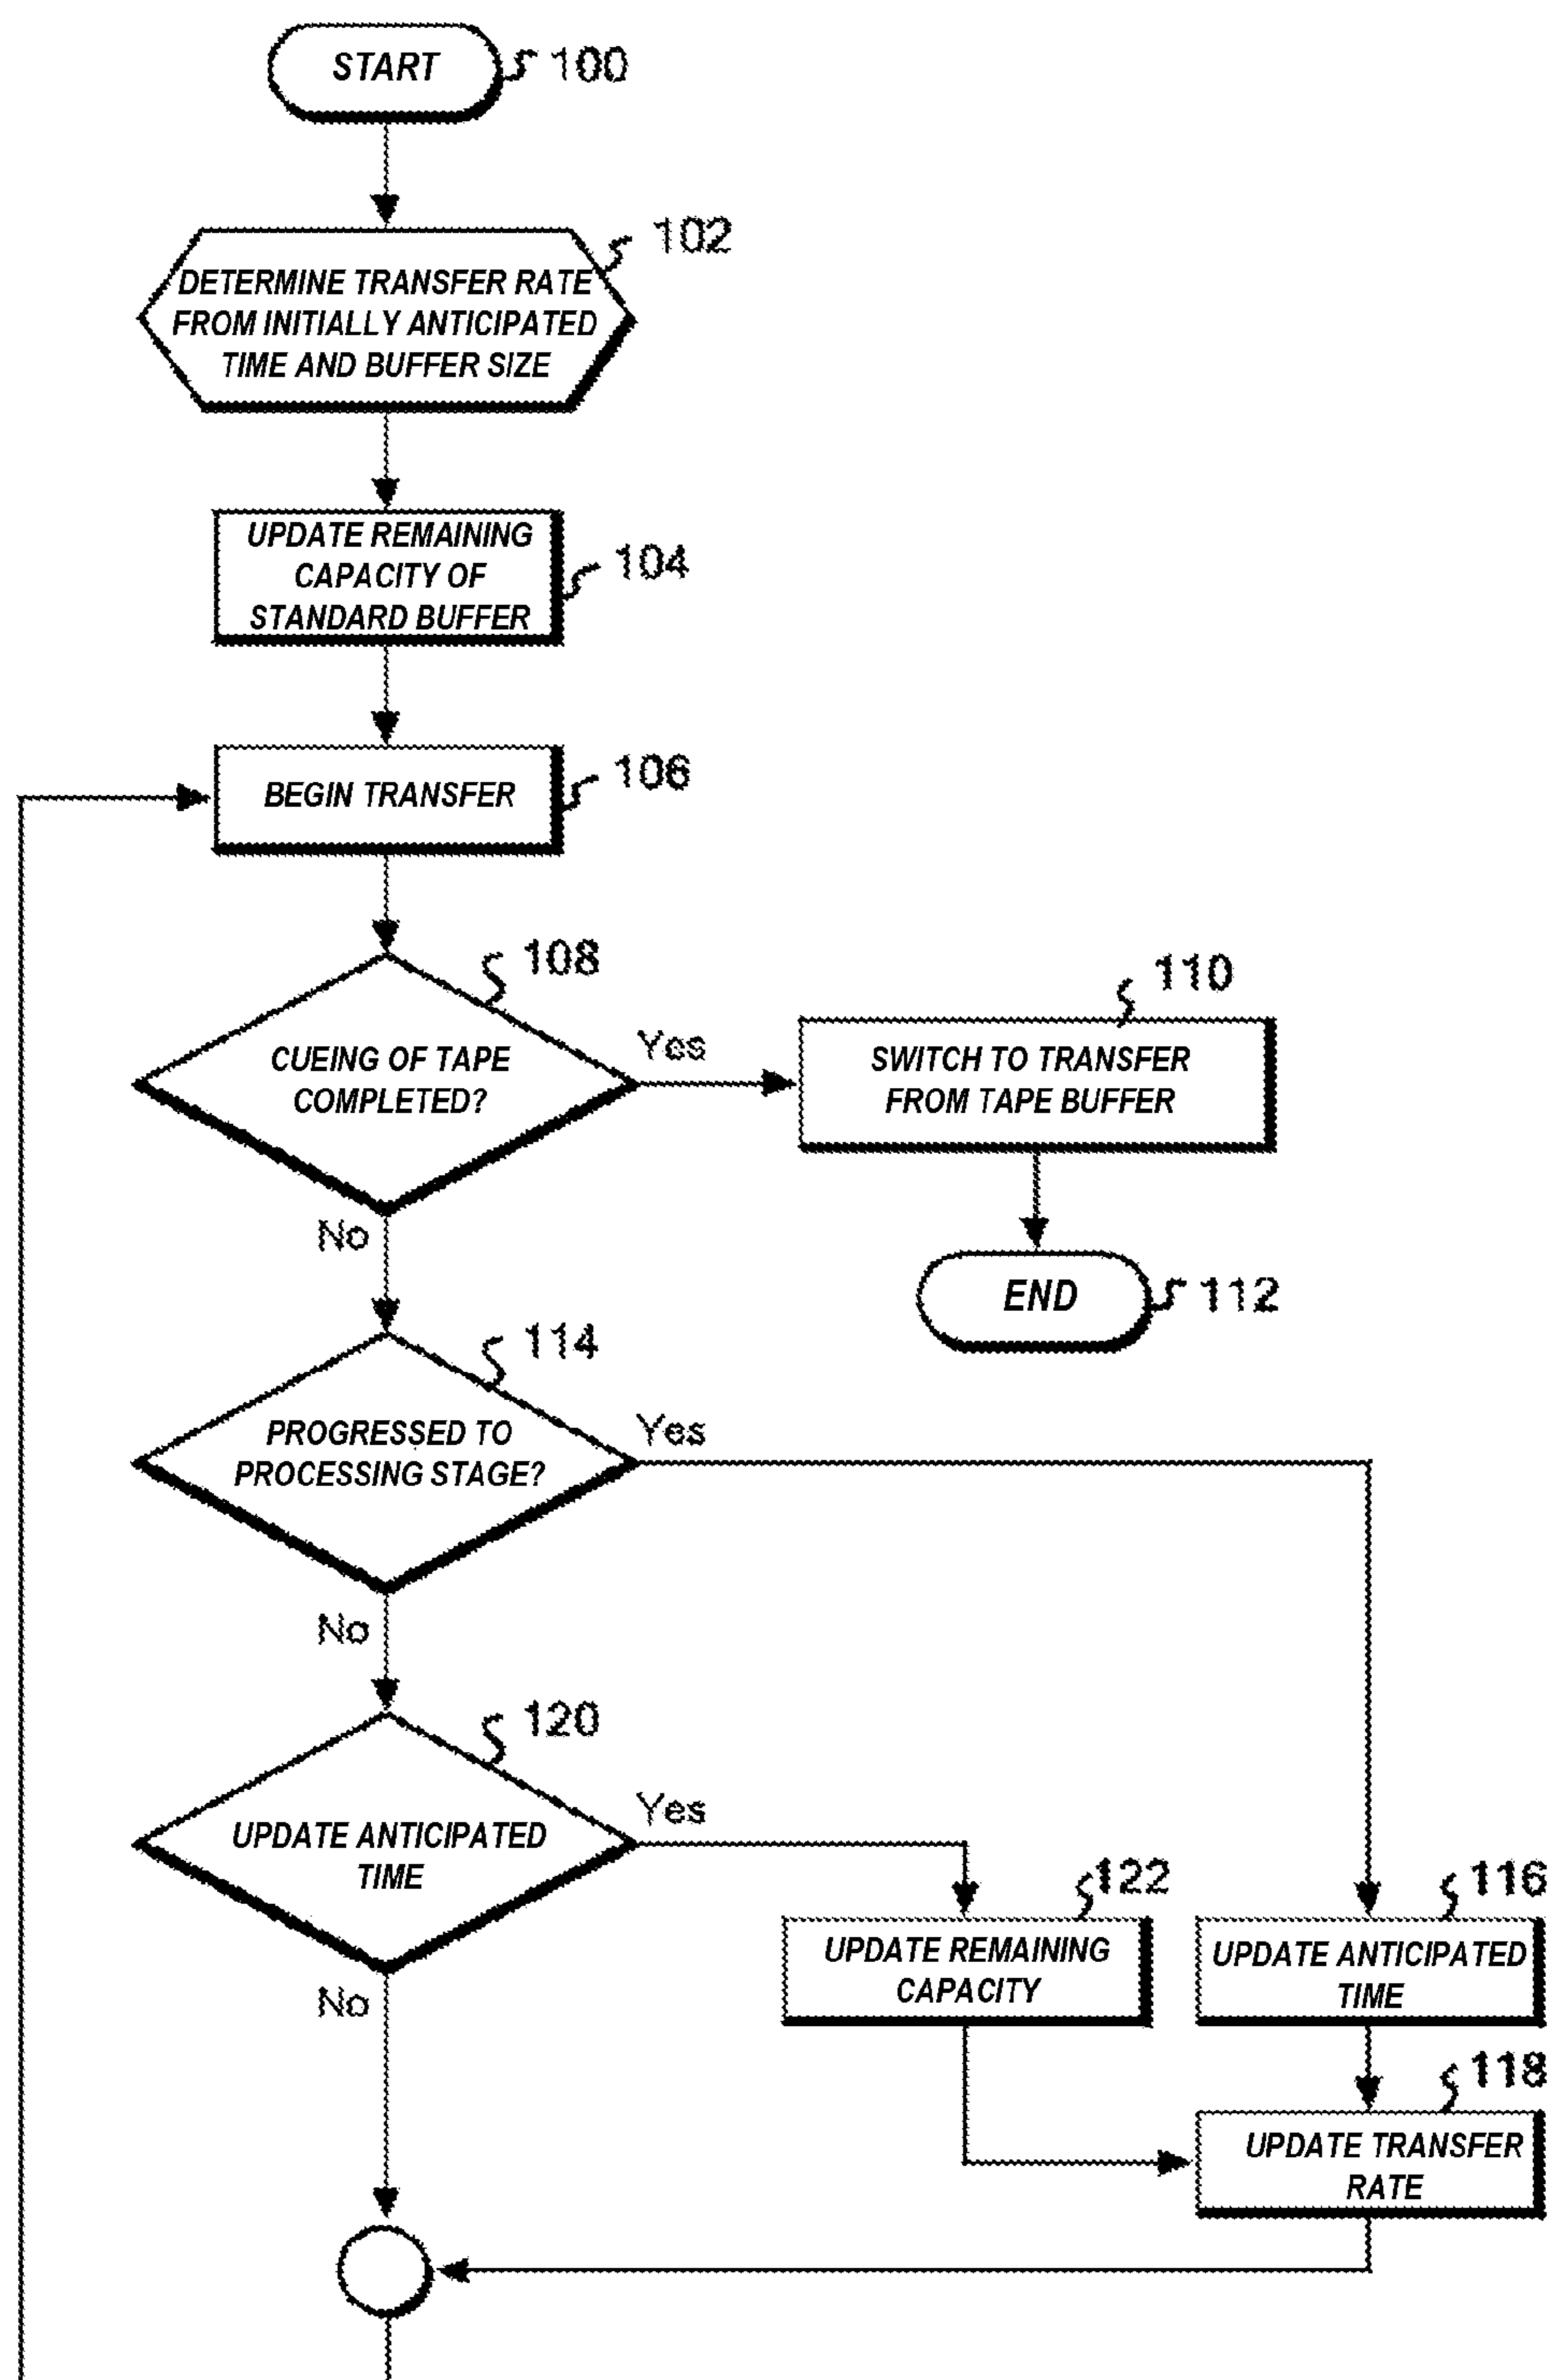 START
100
102
DETERMINE TRANSFER RATE
FROM INITIALLY ANTICIPATED
TIME AND BUFFER SIZE
UPDATE REMAINING
CAPACITY OF
STANDARD BUFFER
104
BEGIN TRANSFER
106
108
CUEING OF TAPE
COMPLETED?
Yes
No
110
SWITCH TO TRANSFER
FROM TAPE BUFFER
END
112
114
PROGRESSED TO
PROCESSING STAGE?
Yes
No
120
UPDATE ANTICIPATED
TIME
Yes
No
122
UPDATE REMAINING
CAPACITY
116
UPDATE ANTICIPATED
TIME
118
UPDATE TRANSFER
RATE